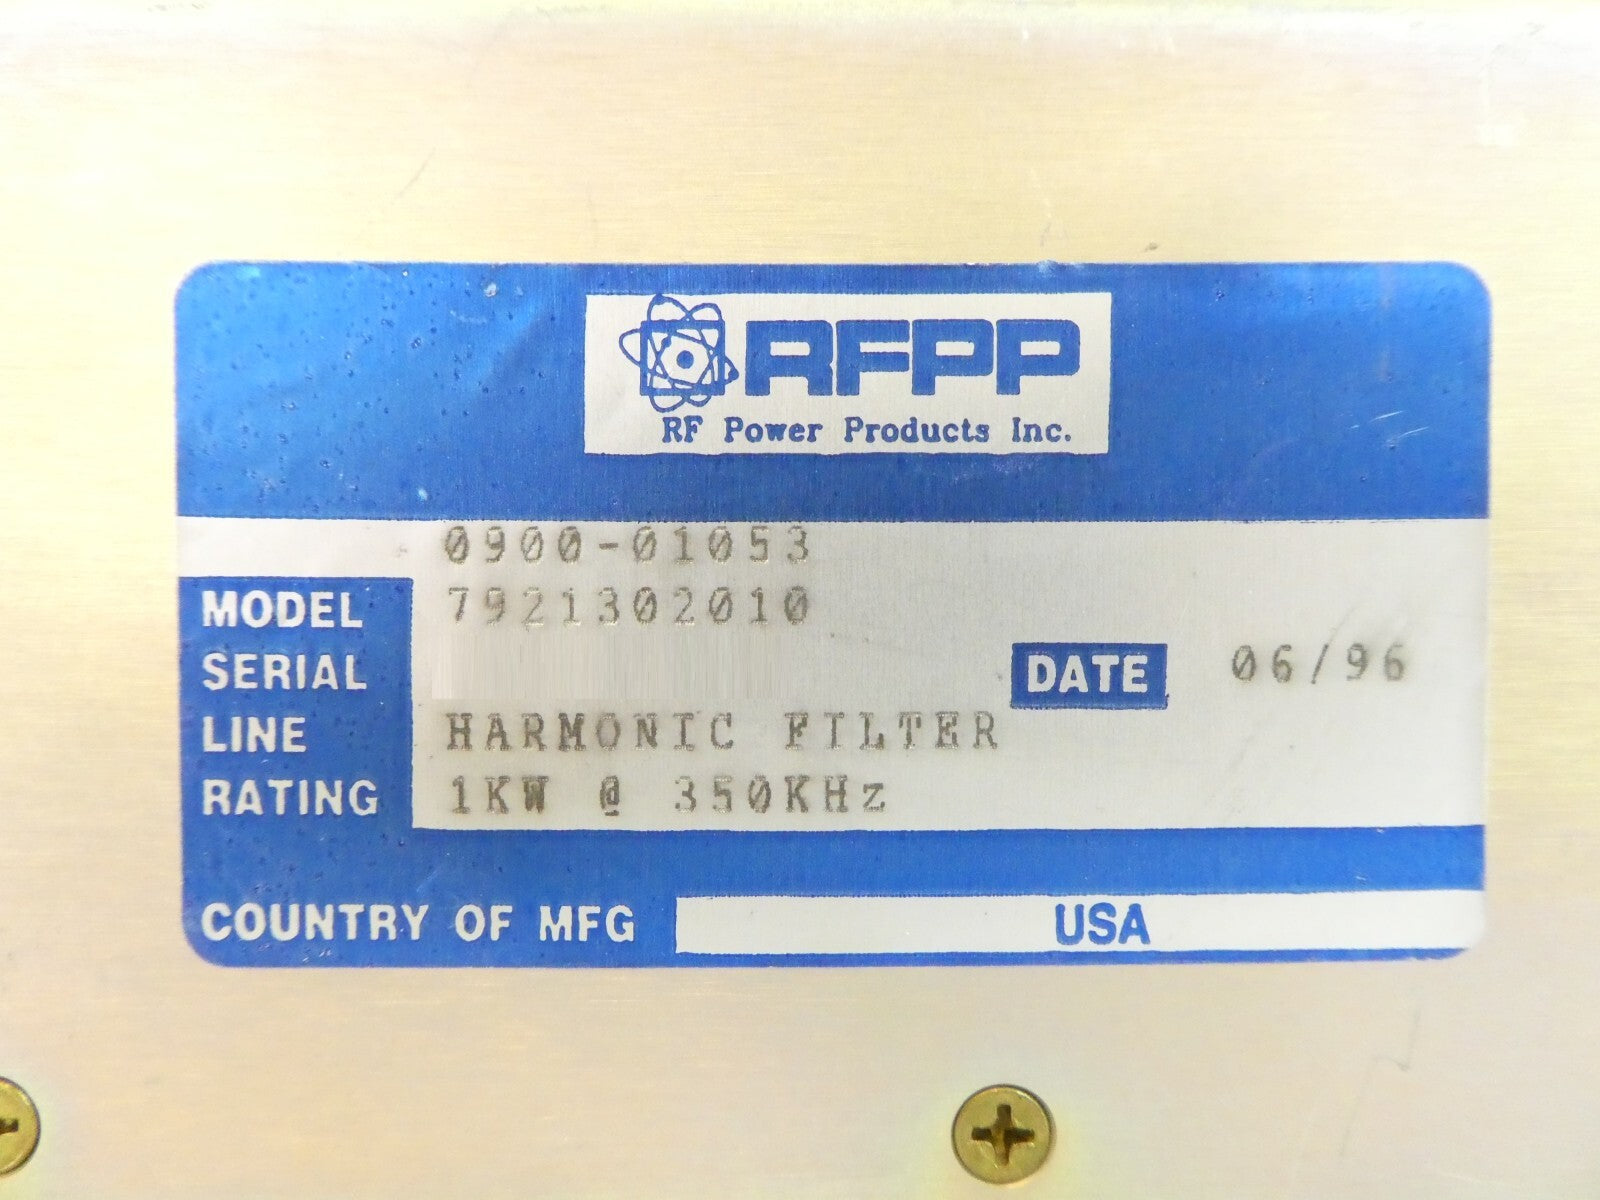 RFPP
RF Power Products Inc.
0900-01053
MODEL 7921302010
SERIAL
DATE 06/96
LINE HARMONIC FILTER
RATING 1KW @ 350KHz
COUNTRY OF MFG USA